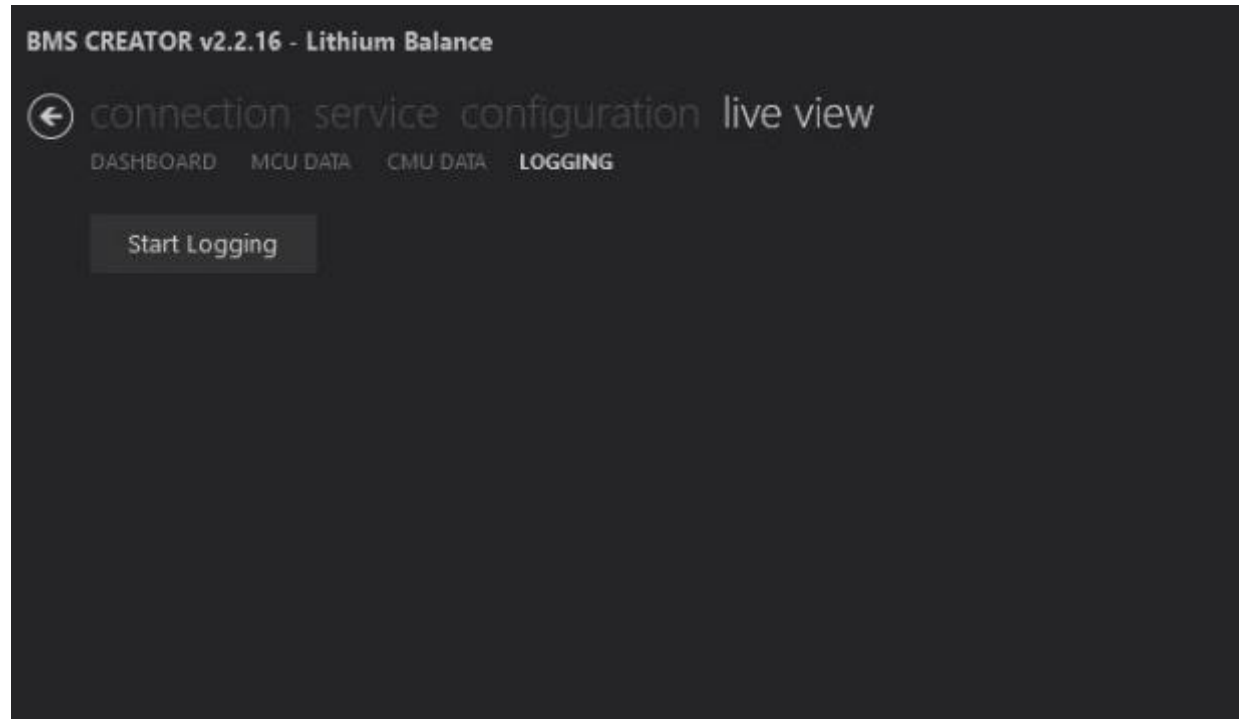 BMS CREATOR v2.2.16 - Lithium Balance
connection service configuration live view
DASHBOARD MCU DATA CMU DATA LOGGING
Start Logging